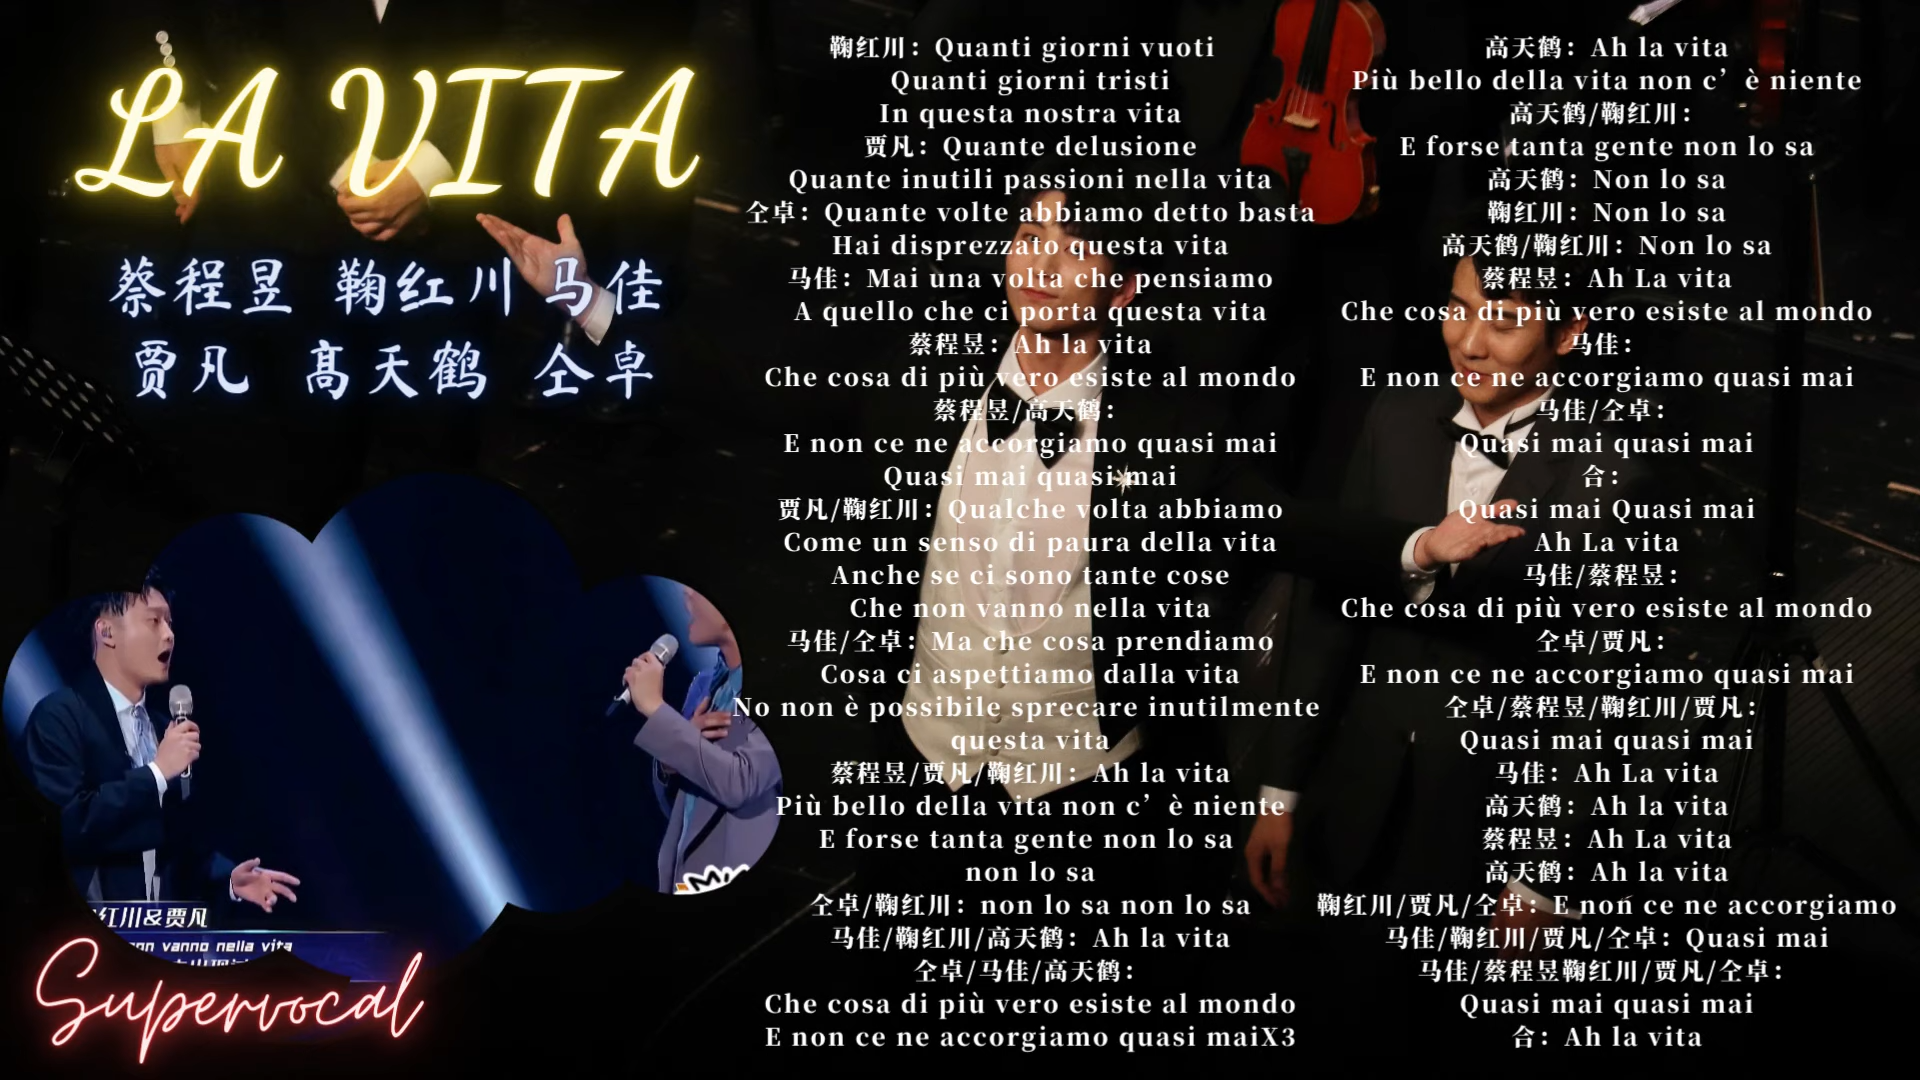 LA VITA
蔡程昱 鞠红川 马佳
贾凡 高天鹤 仝卓
红川&贾凡
non vanno nella vita
Supervocal
鞠红川：Quanti giorni vuoti
Quanti giorni tristi
In questa nostra vita
贾凡：Quante delusione
Quante inutili passioni nella vita
仝卓：Quante volte abbiamo detto basta
Hai disprezzato questa vita
马佳：Mai una volta che pensiamo
A quello che ci porta questa vita
蔡程昱：Ah la vita
Che cosa di più vero esiste al mondo
蔡程昱/高天鹤：
E non ce ne accorgiamo quasi mai
Quasi mai quasi mai
贾凡/鞠红川：Qualche volta abbiamo
Come un senso di paura della vita
Anche se ci sono tante cose
Che non vanno nella vita
马佳/仝卓：Ma che cosa prendiamo
Cosa ci aspettiamo dalla vita
No non è possibile sprecare inutilmente
questa vita
蔡程昱/贾凡/鞠红川：Ah la vita
Più bello della vita non c’è niente
E forse tanta gente non lo sa
non lo sa
仝卓/鞠红川：non lo sa non lo sa
马佳/鞠红川/高天鹤：Ah la vita
仝卓/马佳/高天鹤：
Che cosa di più vero esiste al mondo
E non ce ne accorgiamo quasi maiX3
高天鹤：Ah la vita
Più bello della vita non c’è niente
高天鹤/鞠红川：
E forse tanta gente non lo sa
高天鹤：Non lo sa
鞠红川：Non lo sa
高天鹤/鞠红川：Non lo sa
蔡程昱：Ah La vita
Che cosa di più vero esiste al mondo
马佳：
E non ce ne accorgiamo quasi mai
马佳/仝卓：
Quasi mai quasi mai
合：
Quasi mai Quasi mai
Ah La vita
马佳/蔡程昱：
Che cosa di più vero esiste al mondo
仝卓/贾凡：
E non ce ne accorgiamo quasi mai
仝卓/蔡程昱/鞠红川/贾凡：
Quasi mai quasi mai
马佳：Ah La vita
高天鹤：Ah la vita
蔡程昱：Ah La vita
高天鹤：Ah la vita
鞠红川/贾凡/仝卓：E non ce ne accorgiamo
马佳/鞠红川/贾凡/仝卓：Quasi mai
马佳/蔡程昱鞠红川/贾凡/仝卓：
Quasi mai quasi mai
合：Ah la vita